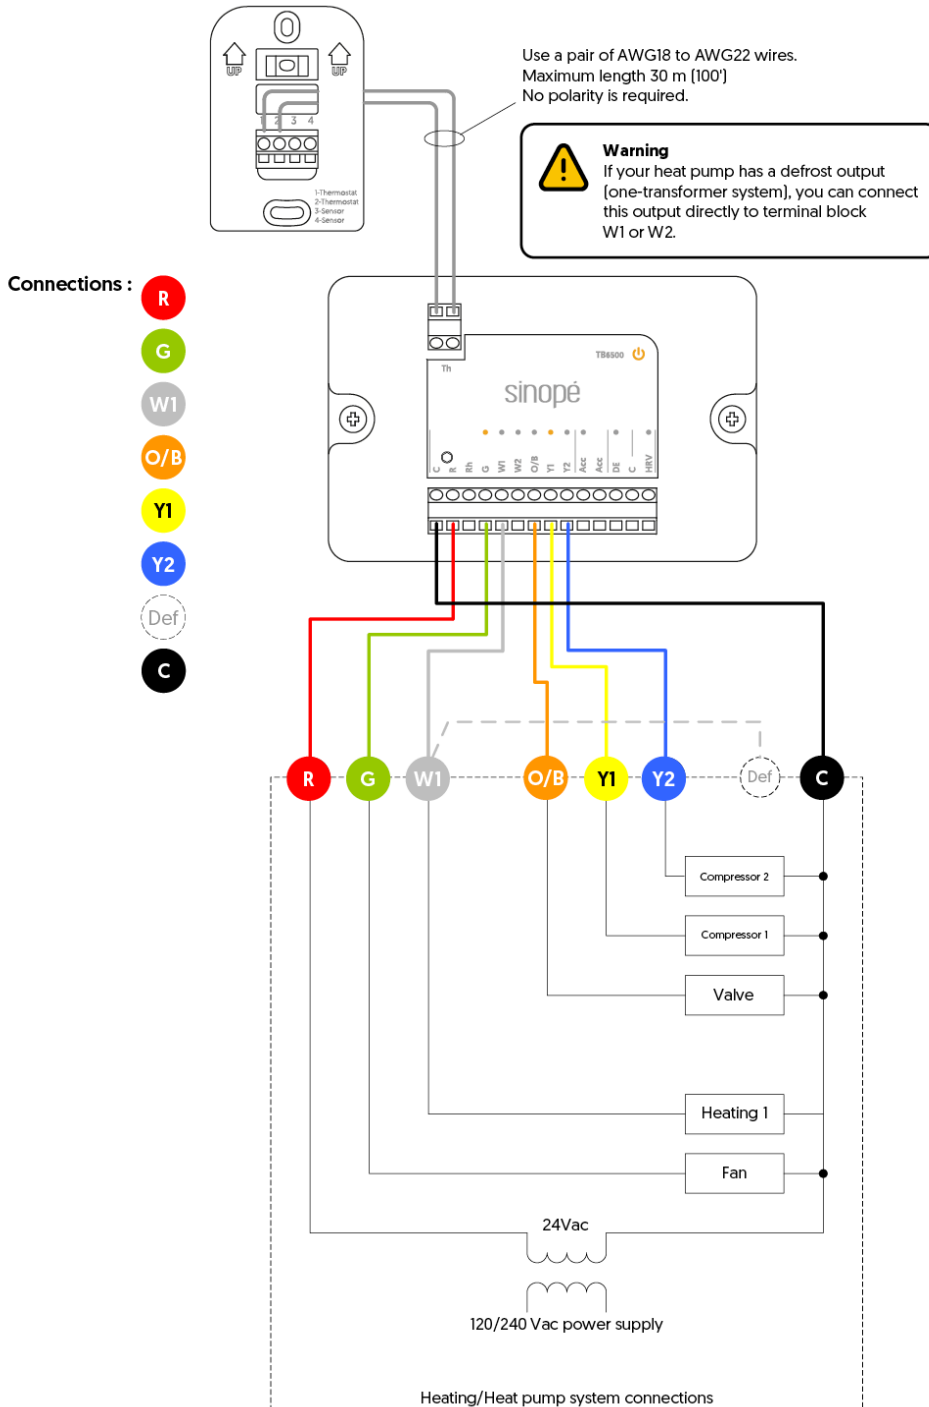 UP
UP
1 2 3 4
1-Thermostat
2-Thermostat
3-Sensor
4-Sensor
Use a pair of AWG18 to AWG22 wires.
Maximum length 30 m (100')
No polarity is required.
Warning
If your heat pump has a defrost output
(one-transformer system), you can connect
this output directly to terminal block
W1 or W2.
Connections :
R
G
W1
O/B
Y1
Y2
Def
C
Th
TB6500
sinopé
C R Rh G W1 W2 O/B Y1 Y2 Acc Acc DE C HRV
R G W1 O/B Y1 Y2 Def C
Compressor 2
Compressor 1
Valve
Heating 1
Fan
24Vac
120/240 Vac power supply
Heating/Heat pump system connections